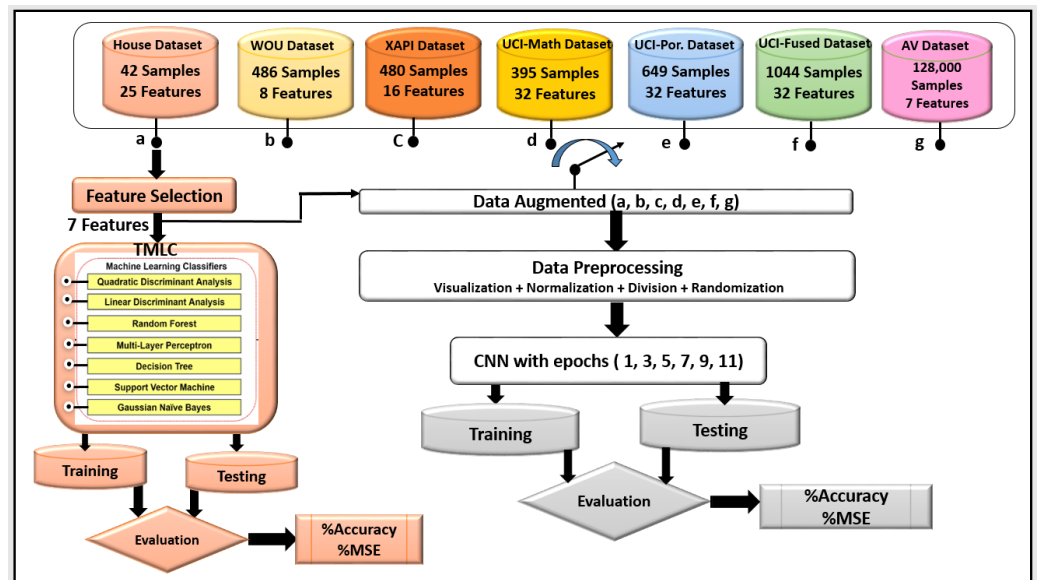 House Dataset
42 Samples
25 Features
WOU Dataset
486 Samples
8 Features
XAPI Dataset
480 Samples
16 Features
UCI-Math Dataset
395 Samples
32 Features
UCI-Por. Dataset
649 Samples
32 Features
UCI-Fused Dataset
1044 Samples
32 Features
AV Dataset
128,000
Samples
7 Features
a
b
C
d
e
f
g
Feature Selection
7 Features
TMLC
Machine Learning Classifiers
Quadratic Discriminant Analysis
Linear Discriminant Analysis
Random Forest
Multi-Layer Perceptron
Decision Tree
Support Vector Machine
Gaussian Naïve Bayes
Training
Testing
Evaluation
%Accuracy
%MSE
Data Augmented (a, b, c, d, e, f, g)
Data Preprocessing
Visualization + Normalization + Division + Randomization
CNN with epochs ( 1, 3, 5, 7, 9, 11)
Training
Testing
Evaluation
%Accuracy
%MSE